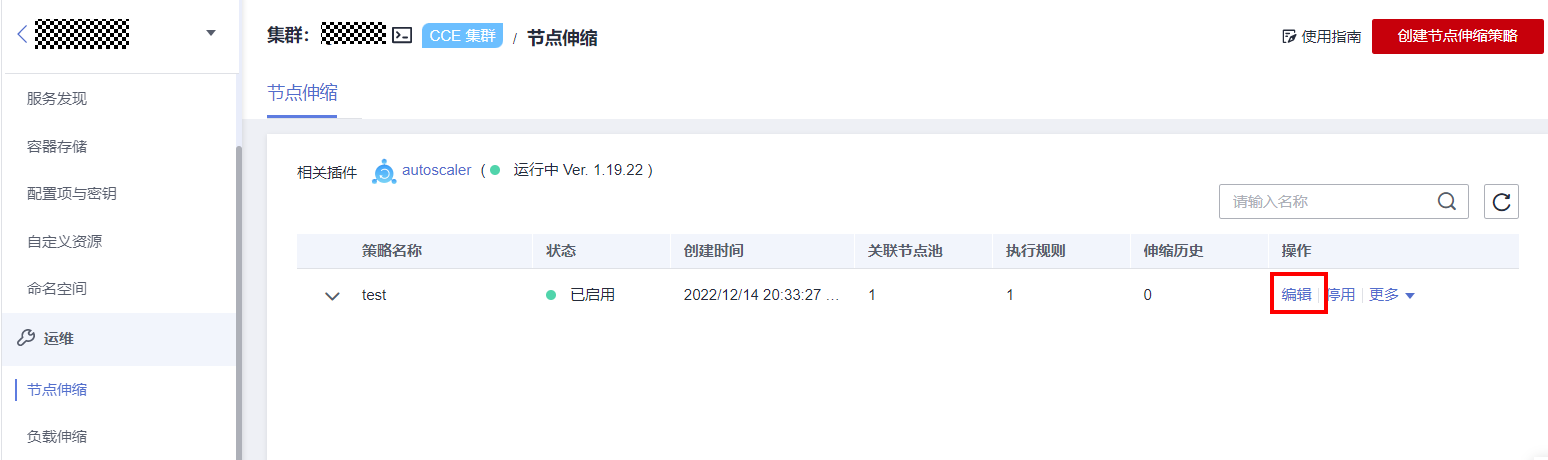 集群： CCE 集群 / 节点伸缩
使用指南
创建节点伸缩策略
服务发现
容器存储
配置项与密钥
自定义资源
命名空间
运维
节点伸缩
负载伸缩
节点伸缩
相关插件 autoscaler ( 运行中 Ver. 1.19.22 )
请输入名称
策略名称 状态 创建时间 关联节点池 执行规则 伸缩历史 操作
test 已启用 2022/12/14 20:33:27 ... 1 1 0 编辑 停用 更多